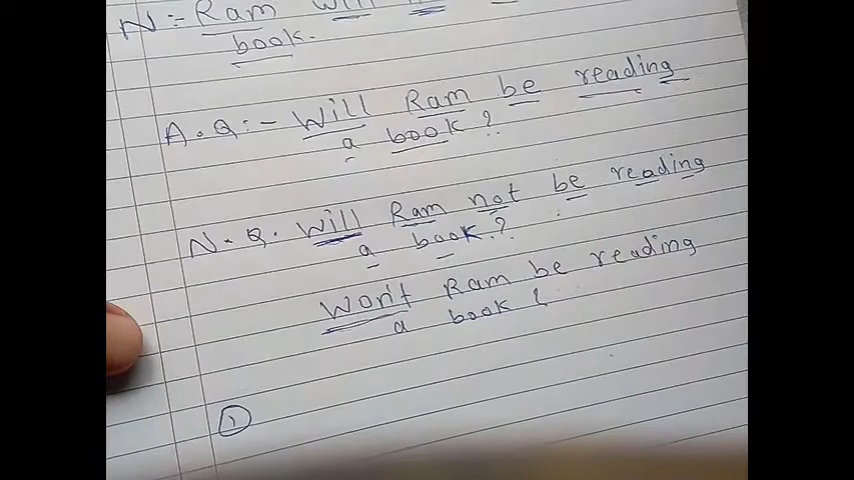 N :- Ram will
book.
A. Q :- Will Ram be reading
a book ?
N. Q. Will Ram not be reading
a book ?
Won't Ram be reading
a book ?
1